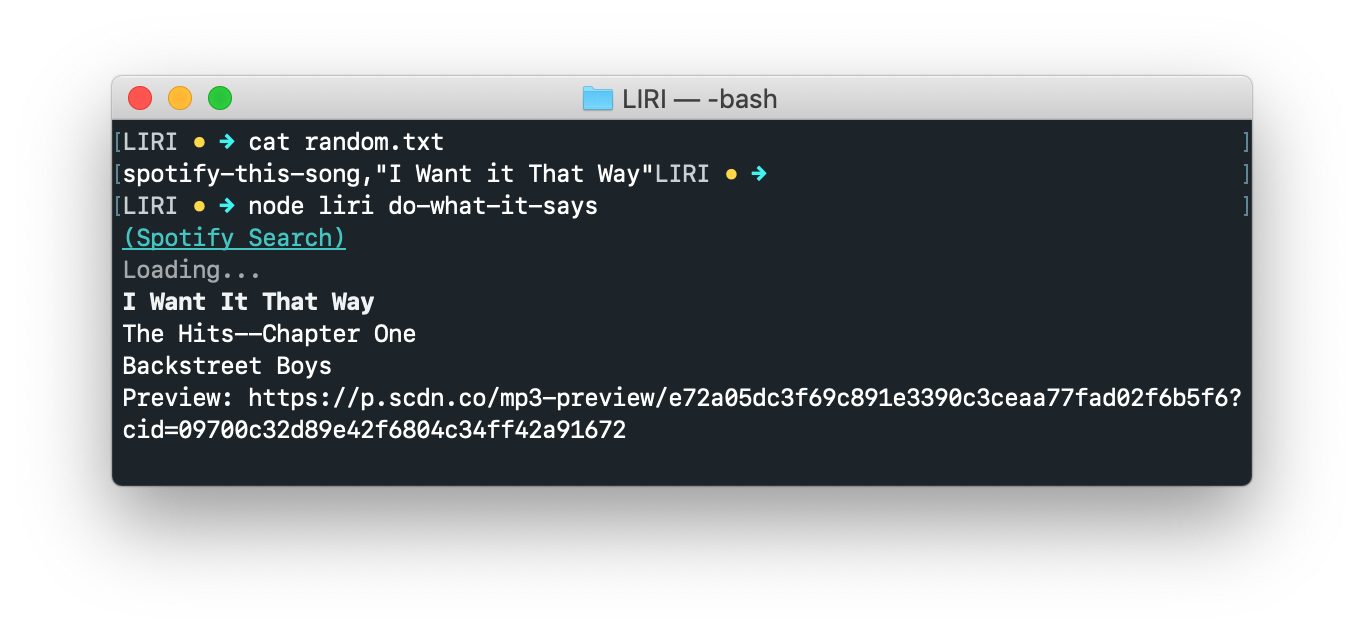 LIRI — -bash
[LIRI ● ➜ cat random.txt ]
[spotify-this-song,"I Want it That Way"LIRI ● ➜ ]
[LIRI ● ➜ node liri do-what-it-says ]
(Spotify Search)
Loading...
I Want It That Way
The Hits--Chapter One
Backstreet Boys
Preview: https://p.scdn.co/mp3-preview/e72a05dc3f69c891e3390c3ceaa77fad02f6b5f6?
cid=09700c32d89e42f6804c34ff42a91672